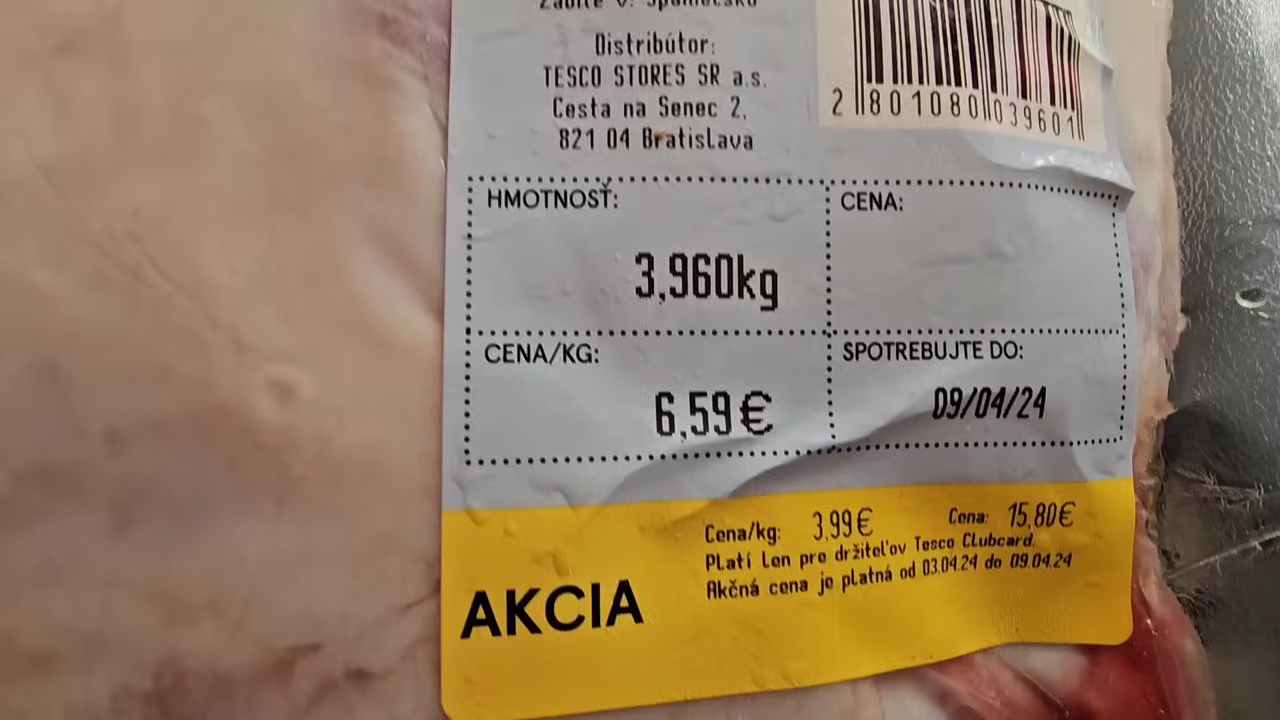 Distribútor:
TESCO STORES SR a.s.
Cesta na Senec 2,
821 04 Bratislava
2 801080 039601
HMOTNOSŤ:
3,960kg
CENA:
CENA/KG:
6,59€
SPOTREBUJTE DO:
09/04/24
AKCIA
Cena/kg: 3,99€ Cena: 15,80€
Platí len pre držiteľov Tesco Clubcard.
Akčná cena je platná od 03.04.24 do 09.04.24